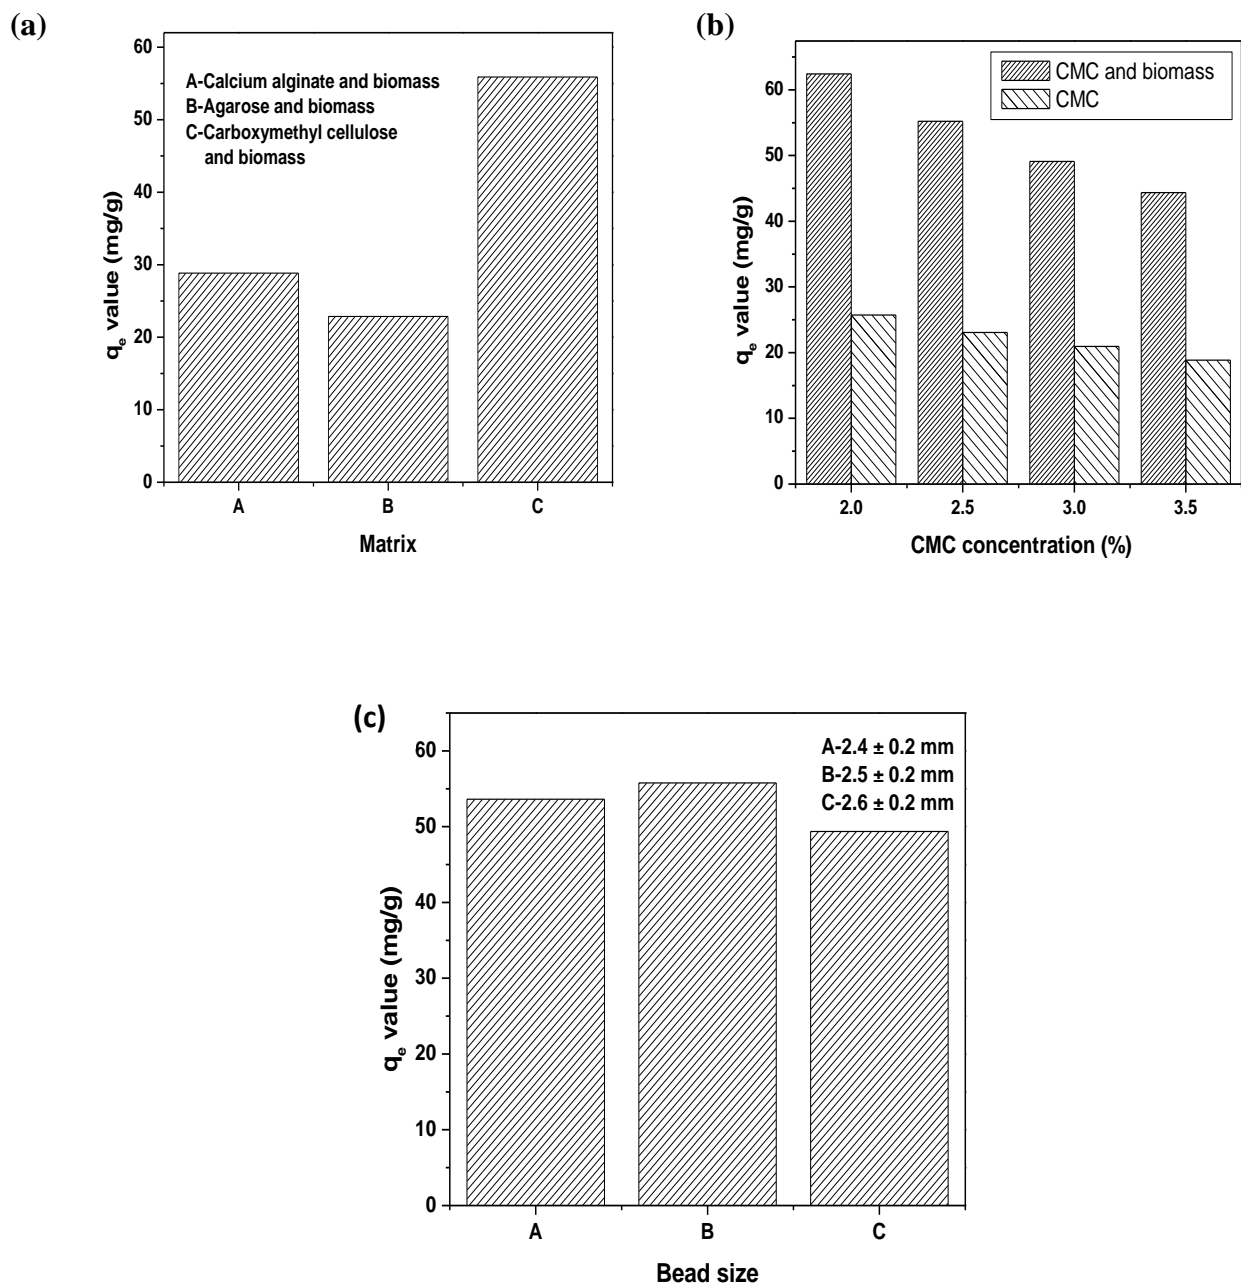 (a)
60
50
40
30
20
10
0
q_e value (mg/g)
A-Calcium alginate and biomass
B-Agarose and biomass
C-Carboxymethyl cellulose
and biomass
A B C
Matrix
(b)
60
50
40
30
20
10
0
q_e value (mg/g)
CMC and biomass
CMC
2.0 2.5 3.0 3.5
CMC concentration (%)
(c)
60
50
40
30
20
10
0
q_e value (mg/g)
A-2.4 ± 0.2 mm
B-2.5 ± 0.2 mm
C-2.6 ± 0.2 mm
A B C
Bead size